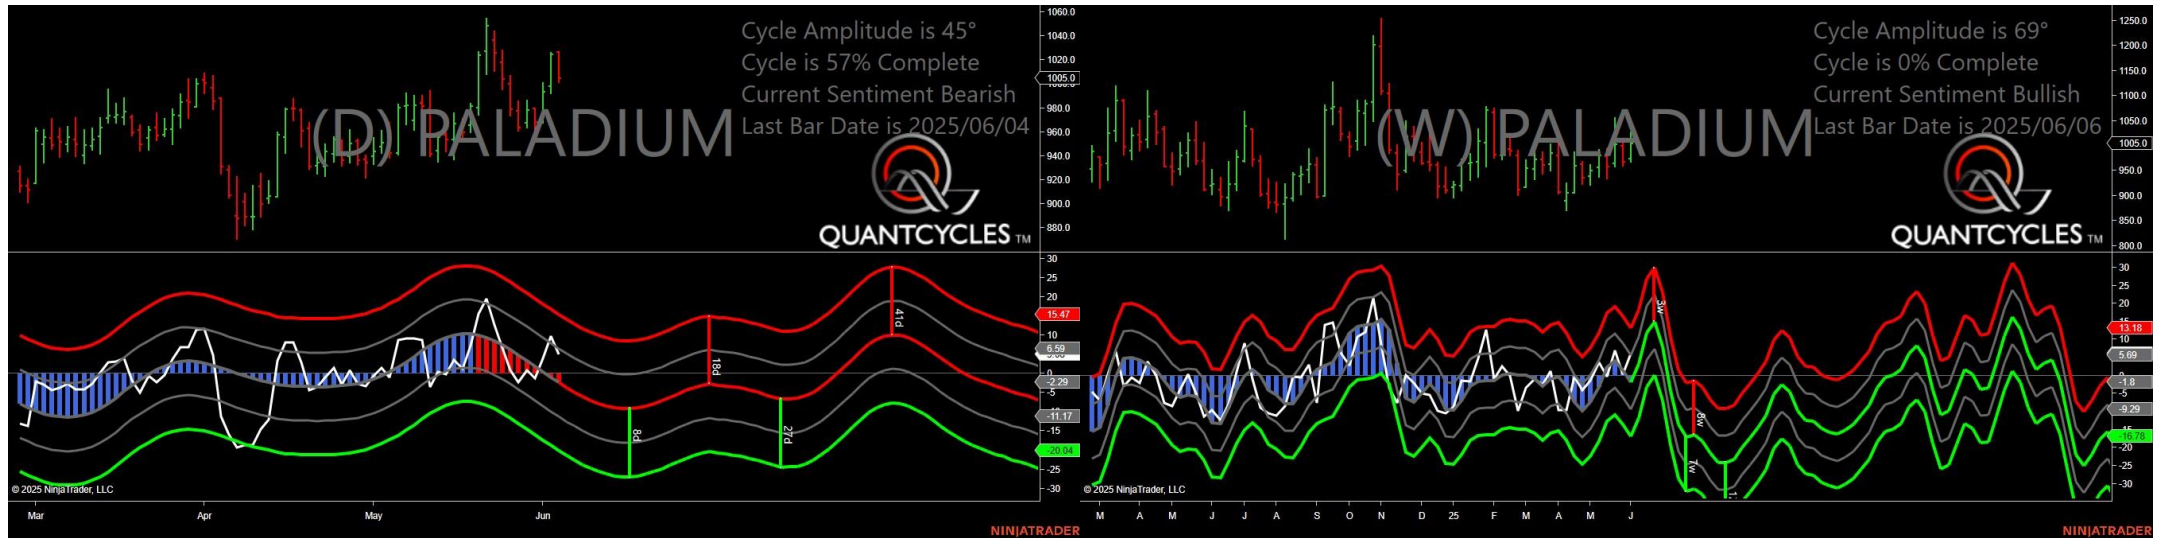 Cycle Amplitude is 45°
Cycle is 57% Complete
Current Sentiment Bearish
Last Bar Date is 2025/06/04
(D) PALADIUM
QUANTCYCLES TM
1060.0
1040.0
1020.0
1005.0
980.0
960.0
940.0
920.0
900.0
880.0
30
25
20
15.47
10
6.59
0
-2.29
-5
-11.17
-15
-20.04
-25
-30
8d
18d
27d
41d
© 2025 NinjaTrader, LLC
Mar Apr May Jun
NINJATRADER
Cycle Amplitude is 69°
Cycle is 0% Complete
Current Sentiment Bullish
Last Bar Date is 2025/06/06
(W) PALADIUM
QUANTCYCLES TM
1250.0
1200.0
1150.0
1100.0
1050.0
1005.0
950.0
900.0
850.0
800.0
30
25
20
15
13.18
10
5.69
0
-1.8
-5
-9.29
-16.78
-20
-25
-30
3w
8w
7w
© 2025 NinjaTrader, LLC
M A M J J A S O N D 25 F M A M J
NINJATRADER